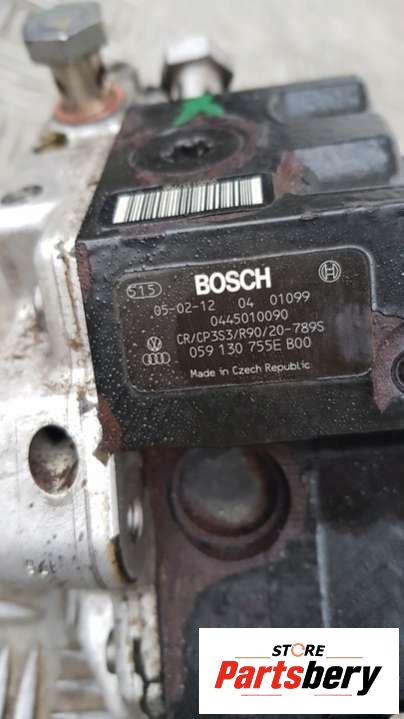 515
BOSCH
05-02-12 04 01099
0445010090
CR/CP3S3/R90/20-789S
059 130 755E B00
Made in Czech Republic
STORE
Partsbery